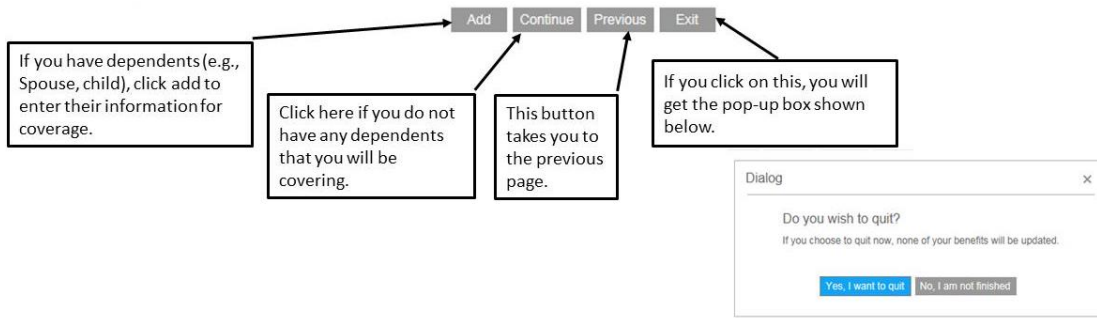 Add Continue Previous Exit
If you have dependents (e.g.,
Spouse, child), click add to
enter their information for
coverage.
Click here if you do not
have any dependents
that you will be
covering.
This button
takes you to
the previous
page.
If you click on this, you will
get the pop-up box shown
below.
Dialog ×
Do you wish to quit?
If you choose to quit now, none of your benefits will be updated.
Yes, I want to quit No, I am not finished